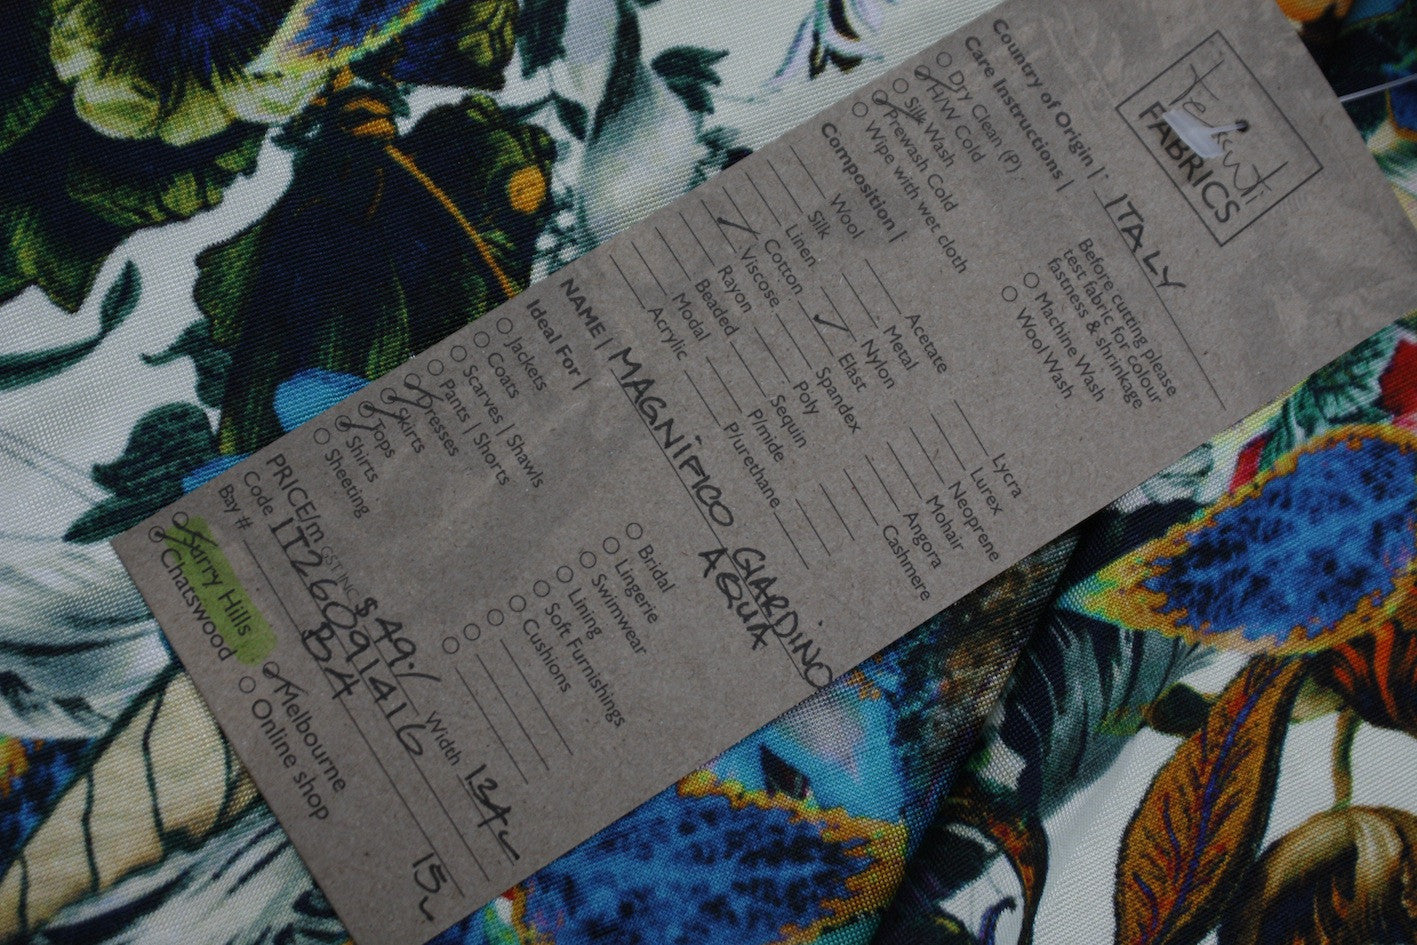 Tessuti
FABRICS
Country of Origin | ITALY
Care Instructions |
Dry Clean (P)
H/W Cold
Silk Wash
Prewash Cold
Wipe with wet cloth
Before cutting please
test fabric for colour
fastness & shrinkage
Machine Wash
Wool Wash
Composition |
Wool
Silk
Linen
Cotton
Viscose
Rayon
Beaded
Modal
Acrylic
Acetate
Metal
Nylon
Elast
Spandex
Poly
Sequin
P/mide
P/urethane
Lycra
Lurex
Neoprene
Mohair
Angora
Cashmere
NAME | MAGNIFICO GIARDINO
AQUA
Ideal For |
Jackets
Coats
Scarves | Shawls
Pants | Shorts
Dresses
Skirts
Tops
Shirts
Sheeting
Bridal
Lingerie
Swimwear
Lining
Soft Furnishings
Cushions
PRICE/m GST INC $49./ Width
Code IT26091416
Bay # B4
Surry Hills
Chatswood
Melbourne
Online shop